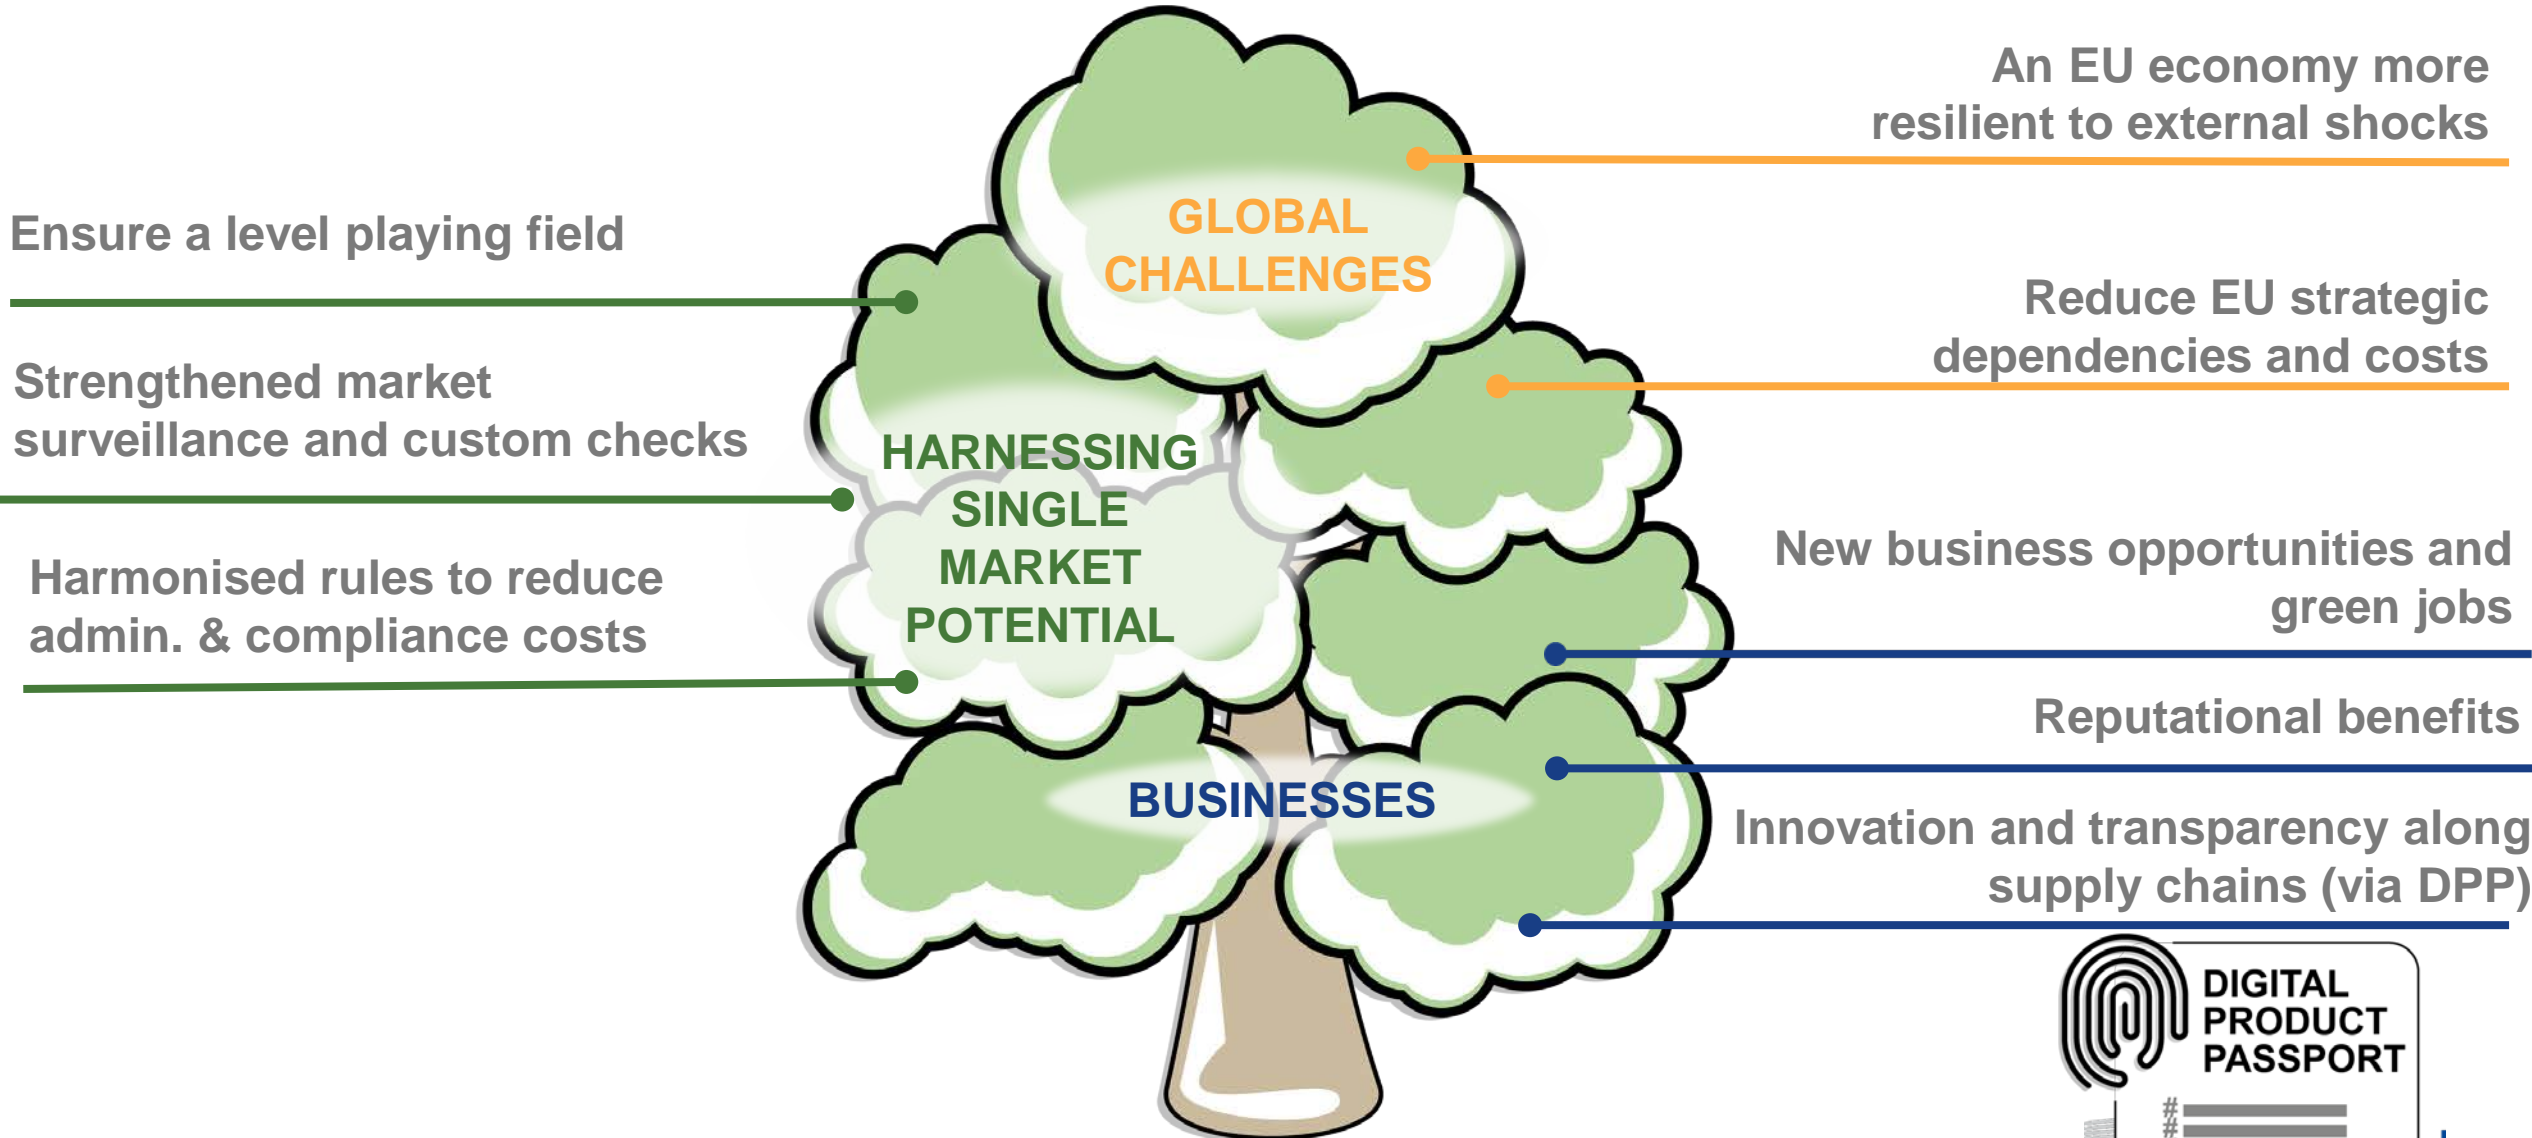 An EU economy more
resilient to external shocks
GLOBAL
CHALLENGES
Ensure a level playing field
Reduce EU strategic
dependencies and costs
Strengthened market
surveillance and custom checks
HARNESSING
SINGLE
MARKET
POTENTIAL
Harmonised rules to reduce
admin. & compliance costs
New business opportunities and
green jobs
Reputational benefits
BUSINESSES
Innovation and transparency along
supply chains (via DPP)
DIGITAL
PRODUCT
PASSPORT
#
#